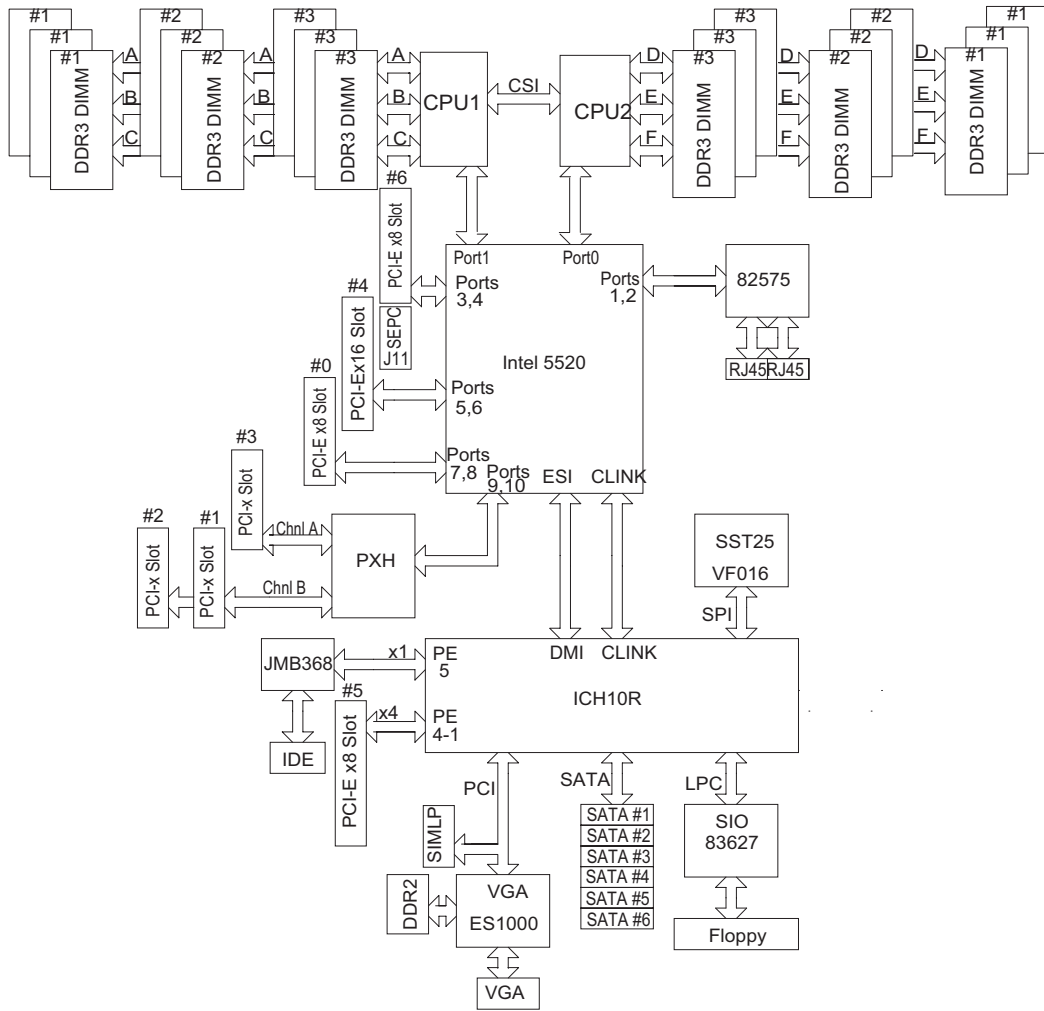 #1 #2 #3 #3 #2 #1
#1 #2 #3 #3 #2 #1
#1 #2 #3 #3 #2 #1
A A A D D D
B B B E E E
C C C F F F
DDR3 DIMM DDR3 DIMM DDR3 DIMM DDR3 DIMM DDR3 DIMM DDR3 DIMM
CPU1
CSI
CPU2
#6
PCI-E x8 Slot
JSEPC
J11
#4
PCI-Ex16 Slot
#0
PCI-E x8 Slot
Port1
Port0
Ports
3,4
Ports
1,2
Intel 5520
Ports
5,6
Ports
7,8
Ports
9,10
ESI
CLINK
82575
RJ45 RJ45
#3
PCI-x Slot
#2
PCI-x Slot
#1
PCI-x Slot
Chnl A
Chnl B
PXH
SST25
VF016
SPI
JMB368
IDE
x1
PE
5
DMI
CLINK
ICH10R
#5
PCI-E x8 Slot
x4
PE
4-1
PCI
SATA
LPC
SIMLP
DDR2
VGA
ES1000
VGA
SATA #1
SATA #2
SATA #3
SATA #4
SATA #5
SATA #6
SIO
83627
Floppy